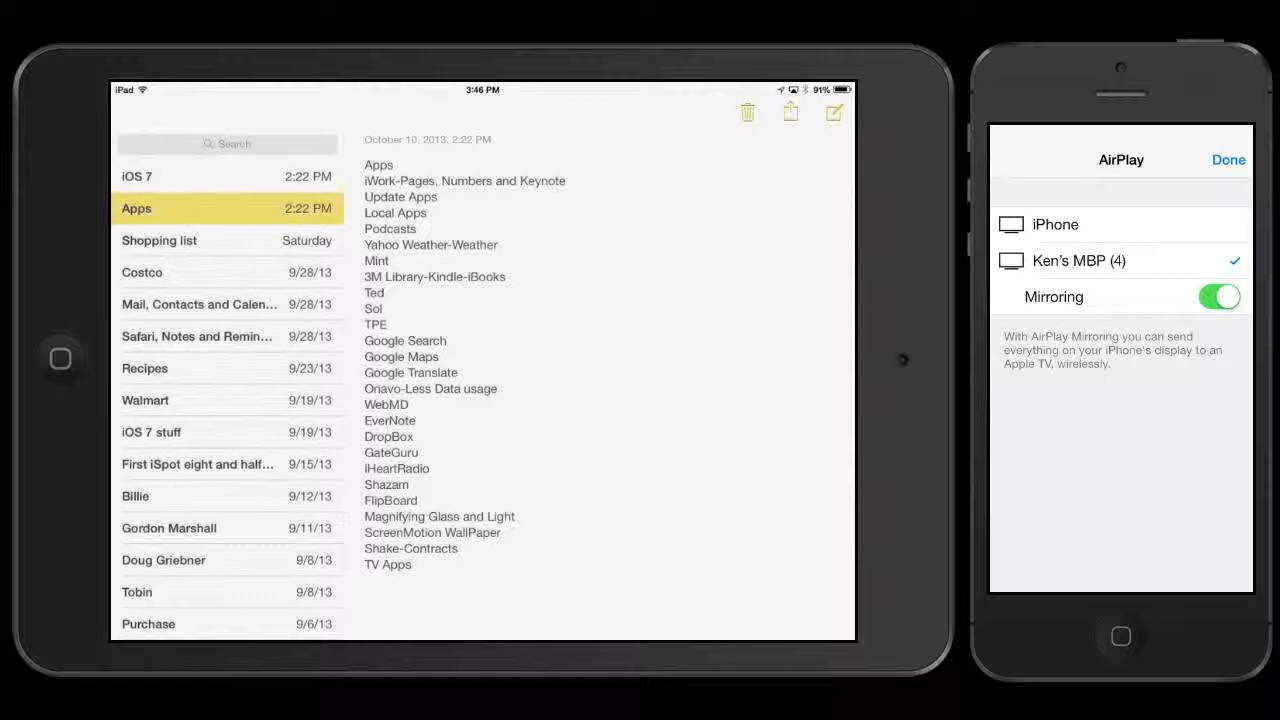 iPad
3:46 PM
91%
Search
iOS 7 2:22 PM
Apps 2:22 PM
Shopping list Saturday
Costco 9/28/13
Mail, Contacts and Calen... 9/28/13
Safari, Notes and Remin... 9/28/13
Recipes 9/23/13
Walmart 9/19/13
iOS 7 stuff 9/19/13
First iSpot eight and half... 9/15/13
Billie 9/12/13
Gordon Marshall 9/11/13
Doug Griebner 9/8/13
Tobin 9/8/13
Purchase 9/6/13
October 10, 2013, 2:22 PM
Apps
iWork-Pages, Numbers and Keynote
Update Apps
Local Apps
Podcasts
Yahoo Weather-Weather
Mint
3M Library-Kindle-iBooks
Ted
Sol
TPE
Google Search
Google Maps
Google Translate
Onavo-Less Data usage
WebMD
EverNote
DropBox
GateGuru
iHeartRadio
Shazam
FlipBoard
Magnifying Glass and Light
ScreenMotion WallPaper
Shake-Contracts
TV Apps
AirPlay Done
iPhone
Ken's MBP (4)
Mirroring
With AirPlay Mirroring you can send
everything on your iPhone's display to an
Apple TV, wirelessly.